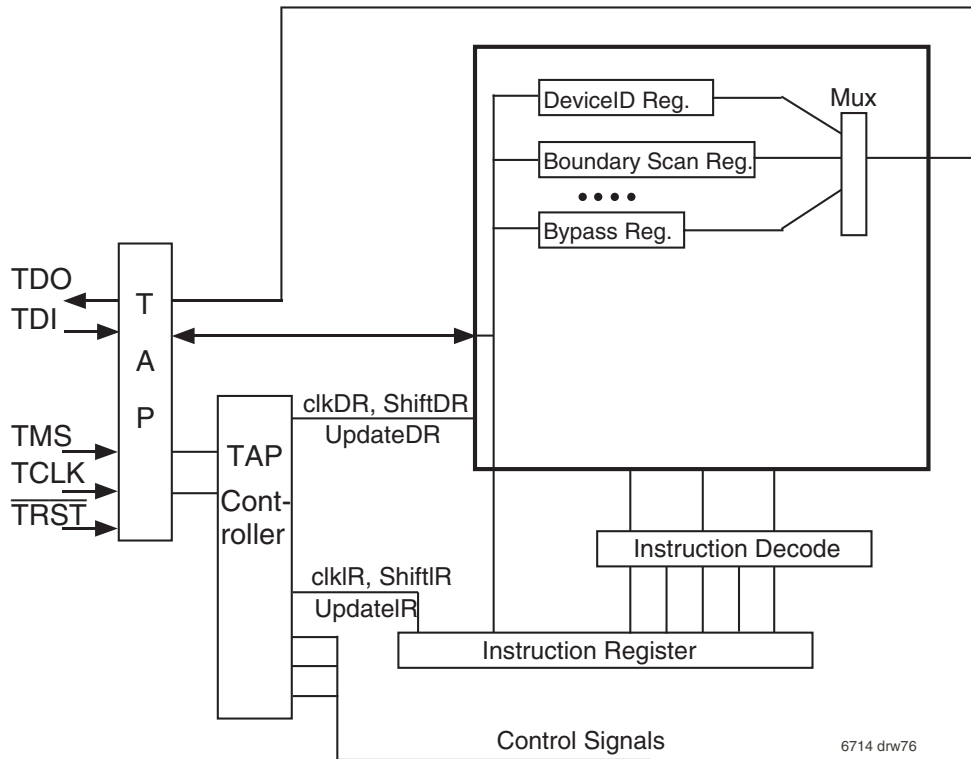 DeviceID Reg.
Mux
Boundary Scan Reg.
Bypass Reg.
TDO
TDI
T
A
P
TMS
TCLK
TRST
clkDR, ShiftDR
UpdateDR
TAP
Cont-
roller
Instruction Decode
clkIR, ShiftIR
UpdateIR
Instruction Register
Control Signals
6714 drw76